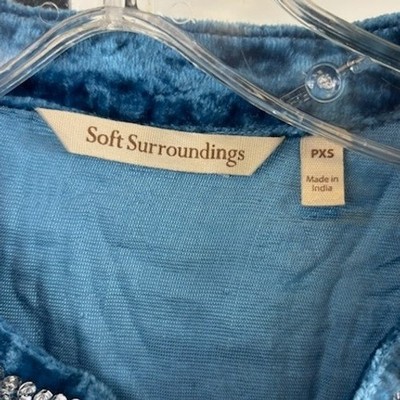 Soft Surroundings
PXS
Made in
India